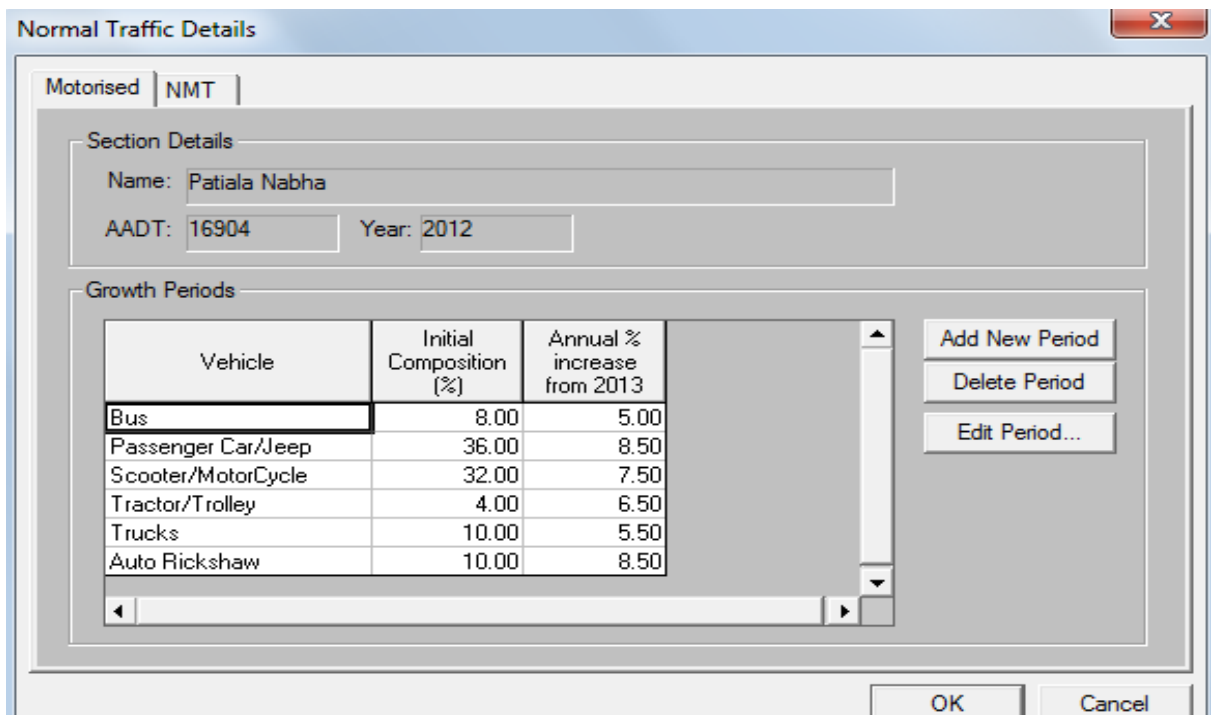 Normal Traffic Details
Motorised NMT
Section Details
Name: Patiala Nabha
AADT: 16904 Year: 2012
Growth Periods
Vehicle Initial Composition (%) Annual % increase from 2013
Bus 8.00 5.00
Passenger Car/Jeep 36.00 8.50
Scooter/MotorCycle 32.00 7.50
Tractor/Trolley 4.00 6.50
Trucks 10.00 5.50
Auto Rickshaw 10.00 8.50
Add New Period
Delete Period
Edit Period...
OK Cancel